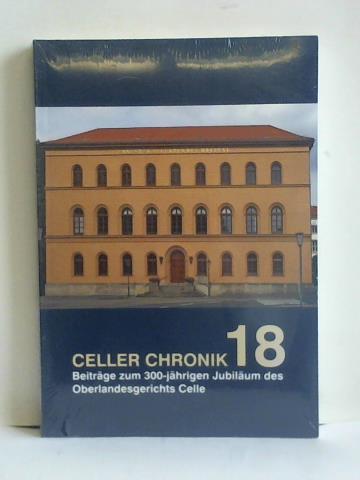 CELLER CHRONIK 18
Beiträge zum 300-jährigen Jubiläum des
Oberlandesgerichts Celle